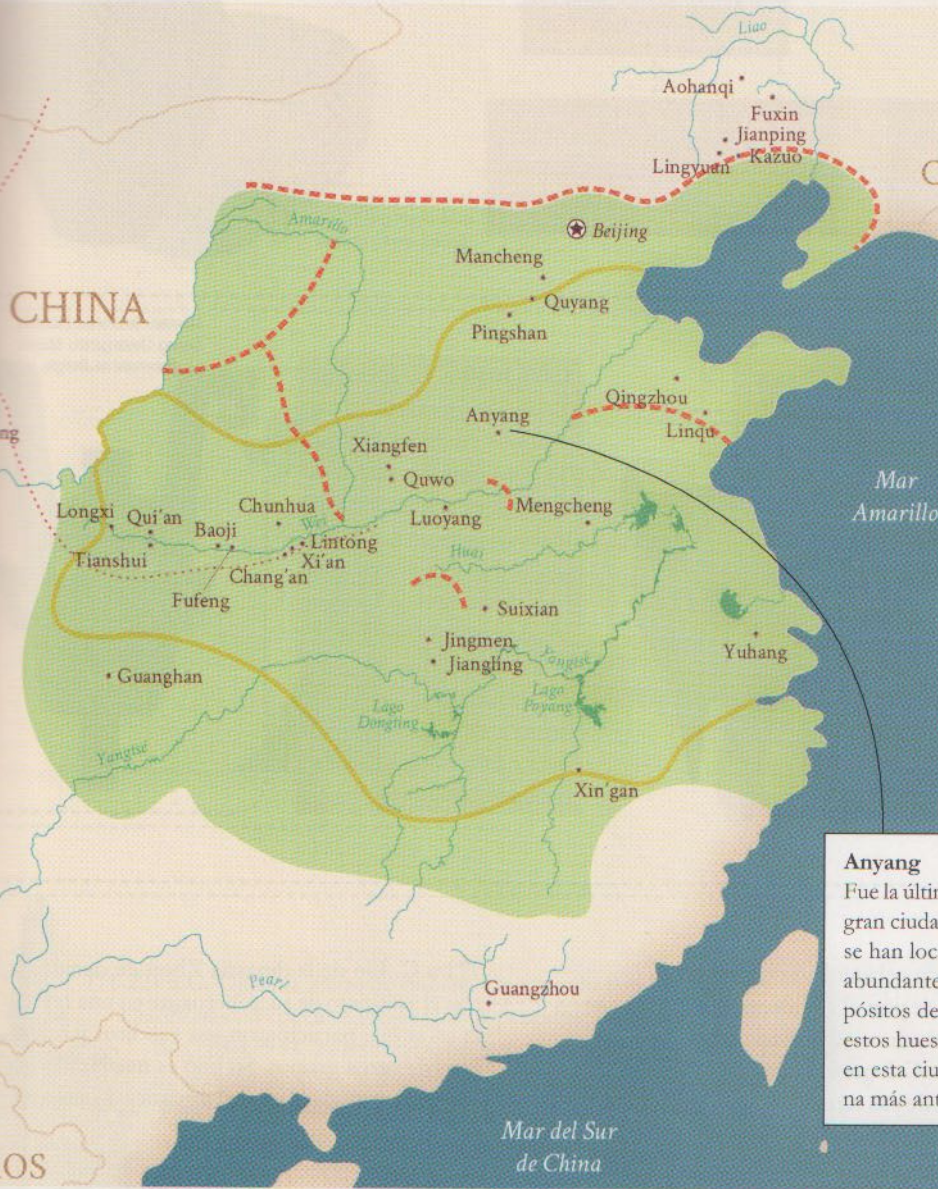 Liao
Aohanqi
Fuxin
Jianping
Kazuo
Lingyuan
Amarillo
Beijing
Mancheng
CHINA
Quyang
Pingshan
Qingzhou
Anyang
Linqu
Xiangfen
Quwo
Mar
Amarillo
Longxi
Qui'an
Chunhua
Mengcheng
Baoji
Wei
Luoyang
Lintong
Tianshui
Xi'an
Huai
Chang'an
Fufeng
Suixian
Jingmen
Yangtsé
Yuhang
Jiangling
Guanghan
Lago
Poyang
Lago
Dongting
Yangtsé
Xin'gan
Anyang
Fue la últim
gran ciuda
se han loc
abundante
pósitos de
estos hues
en esta ciu
na más ant
Pearl
Guangzhou
Mar del Sur
de China
OS